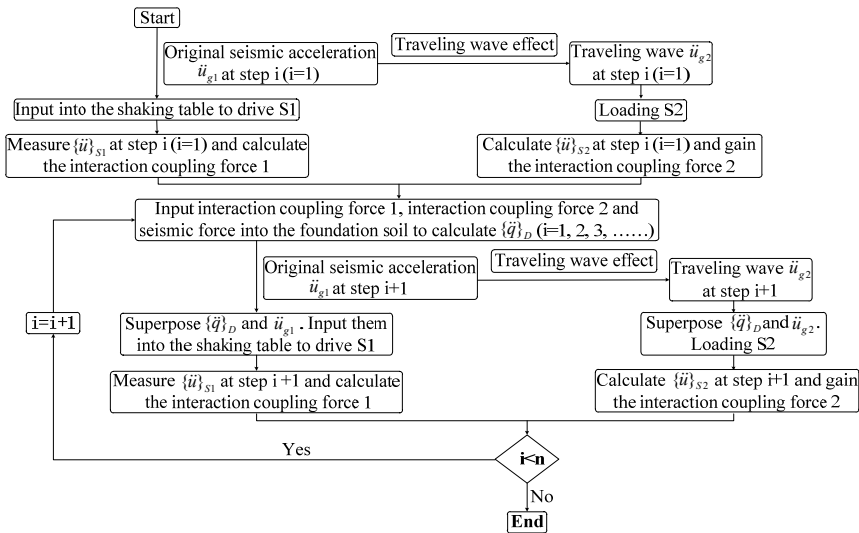 Start
Original seismic acceleration
ü_g1 at step i (i=1)
Traveling wave effect
Traveling wave ü_g2
at step i (i=1)
Input into the shaking table to drive S1
Loading S2
Measure {ü}_S1 at step i (i=1) and calculate
the interaction coupling force 1
Calculate {ü}_S2 at step i (i=1) and gain
the interaction coupling force 2
Input interaction coupling force 1, interaction coupling force 2 and
seismic force into the foundation soil to calculate {q̈}_D (i=1, 2, 3, ……)
Original seismic acceleration
ü_g1 at step i+1
Traveling wave effect
Traveling wave ü_g2
at step i+1
i=i+1
Superpose {q̈}_D and ü_g1 . Input them
into the shaking table to drive S1
Superpose {q̈}_D and ü_g2.
Loading S2
Measure {ü}_S1 at step i +1 and calculate
the interaction coupling force 1
Calculate {ü}_S2 at step i+1 and gain
the interaction coupling force 2
Yes
i<n
No
End